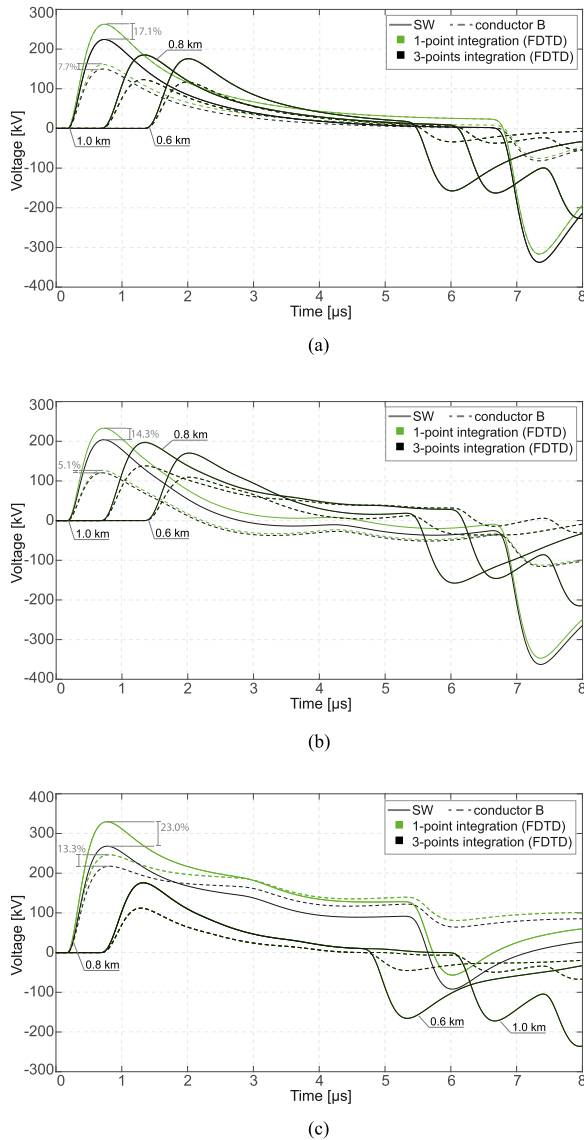 300
200
100
0
-100
-200
-300
-400
Voltage [kV]
17.1%
7.7%
0.8 km
1.0 km
0.6 km
SW conductor B
1-point integration (FDTD)
3-points integration (FDTD)
0 1 2 3 4 5 6 7 8
Time [µs]
(a)
300
200
100
0
-100
-200
-300
-400
Voltage [kV]
14.3%
5.1%
0.8 km
1.0 km
0.6 km
SW conductor B
1-point integration (FDTD)
3-points integration (FDTD)
0 1 2 3 4 5 6 7 8
Time [µs]
(b)
400
300
200
100
0
-100
-200
-300
Voltage [kV]
23.0%
13.3%
0.8 km
0.6 km
1.0 km
SW conductor B
1-point integration (FDTD)
3-points integration (FDTD)
0 1 2 3 4 5 6 7 8
Time [µs]
(c)